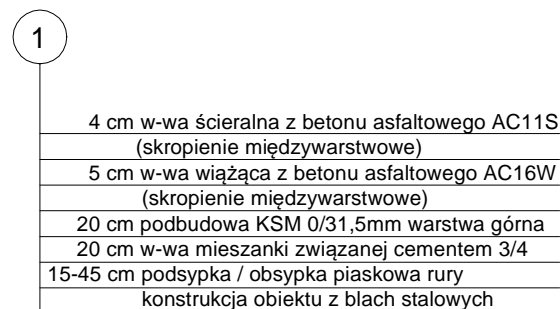 1
4 cm w-wa ścieralna z betonu asfaltowego AC11S
(skropienie międzywarstwowe)
5 cm w-wa wiążąca z betonu asfaltowego AC16W
(skropienie międzywarstwowe)
20 cm podbudowa KSM 0/31,5mm warstwa górna
20 cm w-wa mieszanki związanej cementem 3/4
15-45 cm podsypka / obsypka piaskowa rury
konstrukcja obiektu z blach stalowych